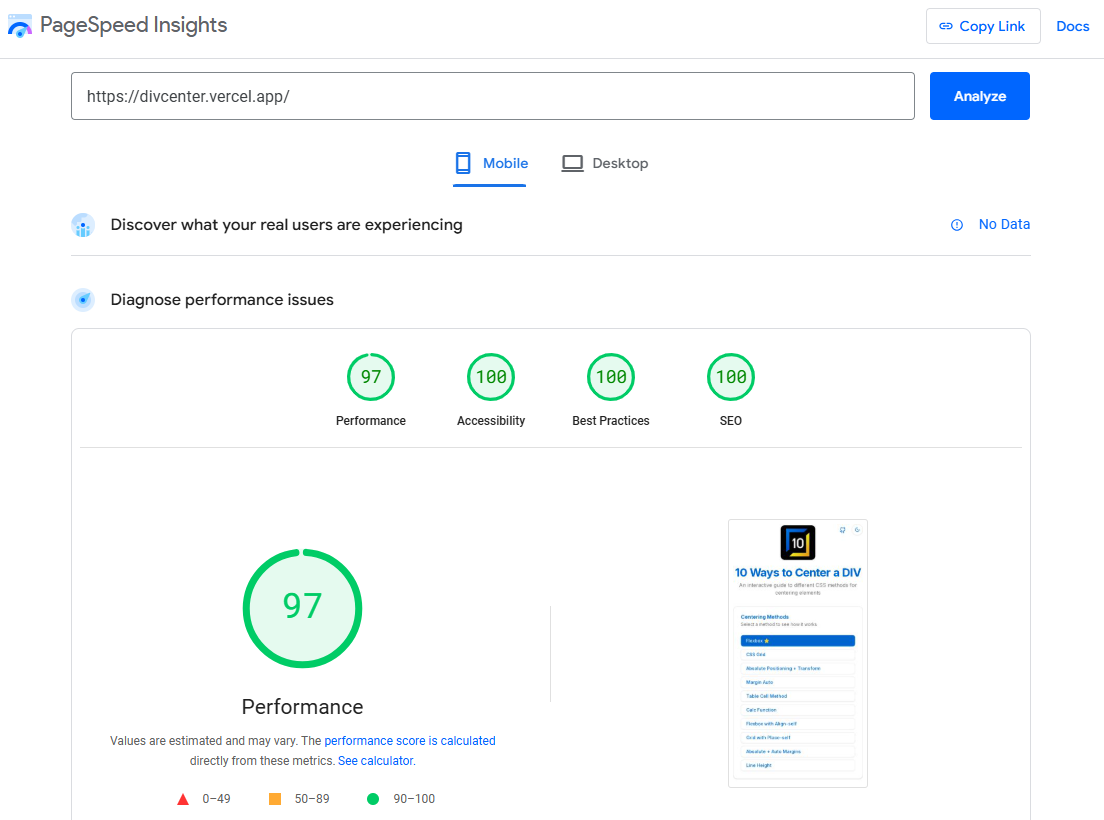 PageSpeed Insights
Copy Link
Docs
https://divcenter.vercel.app/
Analyze
Mobile
Desktop
Discover what your real users are experiencing
No Data
Diagnose performance issues
97
100
100
100
Performance
Accessibility
Best Practices
SEO
97
Performance
Values are estimated and may vary. The performance score is calculated
directly from these metrics. See calculator.
0–49
50–89
90–100
10
10 Ways to Center a DIV
An interactive guide to different CSS methods for
centering elements
Centering Methods
Select a method to see how it works
Flexbox ⭐
CSS Grid
Absolute Positioning + Transform
Margin Auto
Table Cell Method
Calc Function
Flexbox with Align-self
Grid with Place-self
Absolute + Auto Margins
Line Height